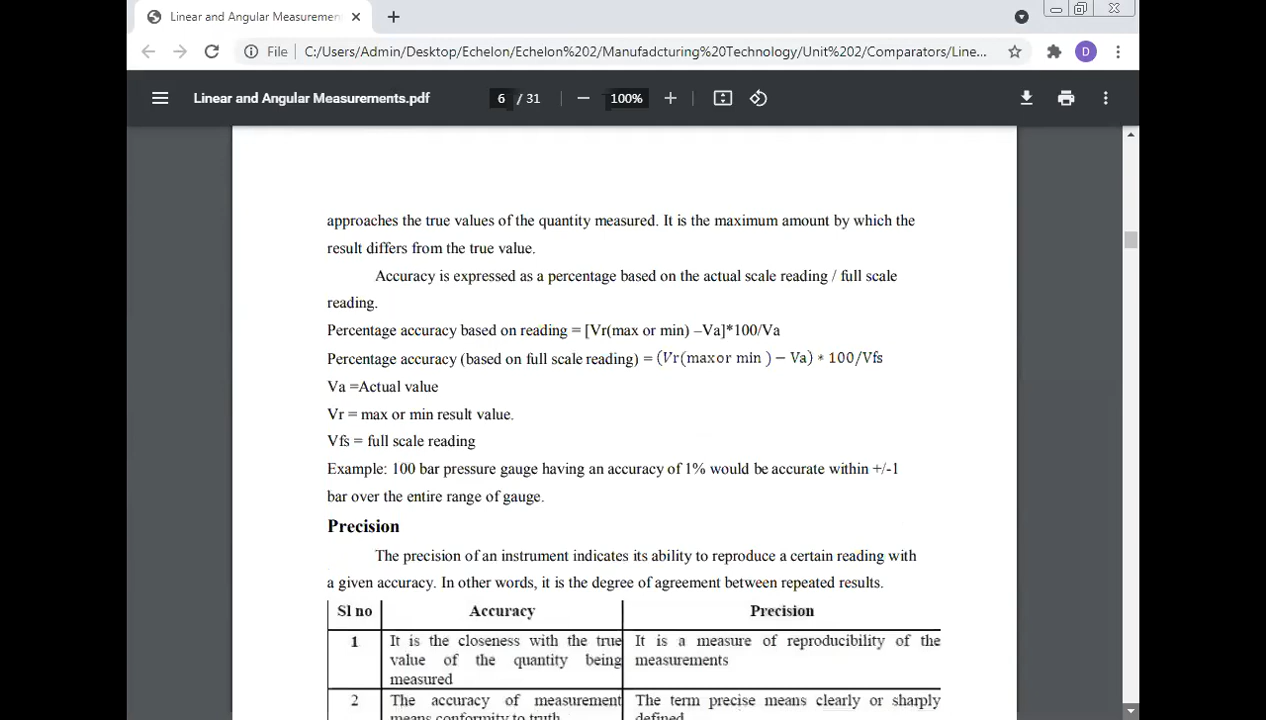 Linear and Angular Measuremen
File C:/Users/Admin/Desktop/Echelon/Echelon%202/Manufadcturing%20Technology/Unit%202/Comparators/Line...
D
Linear and Angular Measurements.pdf 6 / 31 100%
approaches the true values of the quantity measured. It is the maximum amount by which the
result differs from the true value.
Accuracy is expressed as a percentage based on the actual scale reading / full scale
reading.
Percentage accuracy based on reading = [Vr(max or min) –Va]*100/Va
Percentage accuracy (based on full scale reading) = (Vr(maxor min ) − Va) * 100/Vfs
Va =Actual value
Vr = max or min result value.
Vfs = full scale reading
Example: 100 bar pressure gauge having an accuracy of 1% would be accurate within +/-1
bar over the entire range of gauge.
Precision
The precision of an instrument indicates its ability to reproduce a certain reading with
a given accuracy. In other words, it is the degree of agreement between repeated results.
Sl no Accuracy Precision
1 It is the closeness with the true It is a measure of reproducibility of the
value of the quantity being measurements
measured
2 The accuracy of measurement The term precise means clearly or sharply
means conformity to truth defined